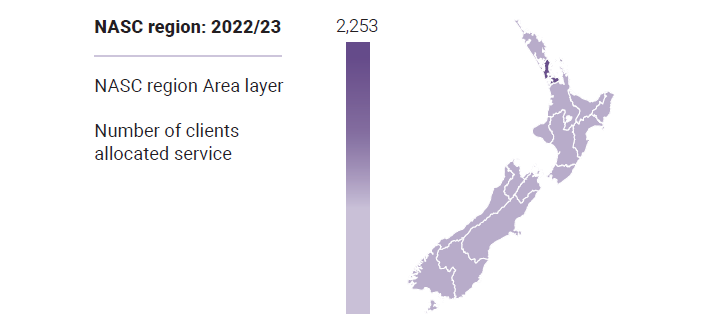 NASC region: 2022/23
2,253
NASC region Area layer
Number of clients
allocated service